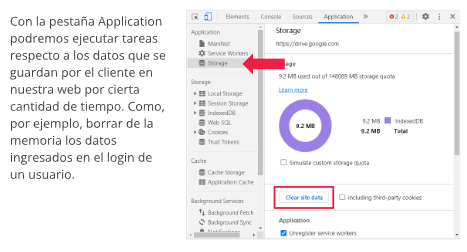 Con la pestaña Application
podremos ejecutar tareas
respecto a los datos que se
guardan por el cliente en
nuestra web por cierta
cantidad de tiempo. Como,
por ejemplo, borrar de la
memoria los datos
ingresados en el login de
un usuario.
Elements Console Sources Application » 2 2
Application
Manifest
Service Workers
Storage
Storage
Local Storage
Session Storage
IndexedDB
Web SQL
Cookies
Trust Tokens
Cache
Cache Storage
Application Cache
Background Services
Background Fetch
Background Sync
Notifications
Storage
https://drive.google.com
9.2 MB used out of 146089 MB storage quota
Learn more
9.2 MB
9.2 MB IndexedDB
9.2 MB Total
Simulate custom storage quota
Clear site data including third-party cookies
Application
Unregister service workers